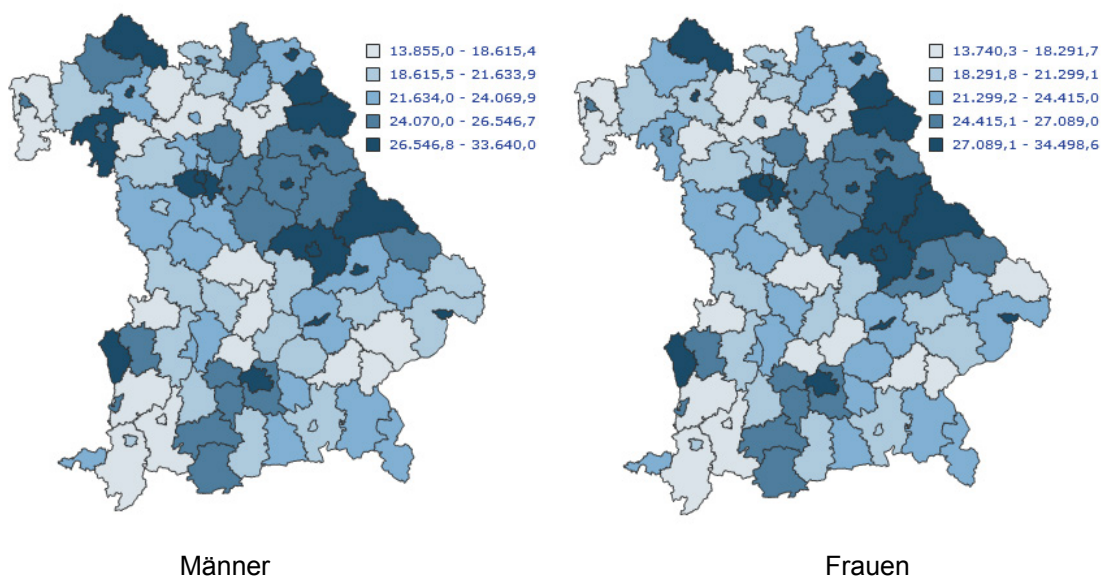 13.855,0 - 18.615,4
18.615,5 - 21.633,9
21.634,0 - 24.069,9
24.070,0 - 26.546,7
26.546,8 - 33.640,0
13.740,3 - 18.291,7
18.291,8 - 21.299,1
21.299,2 - 24.415,0
24.415,1 - 27.089,0
27.089,1 - 34.498,6
Männer
Frauen